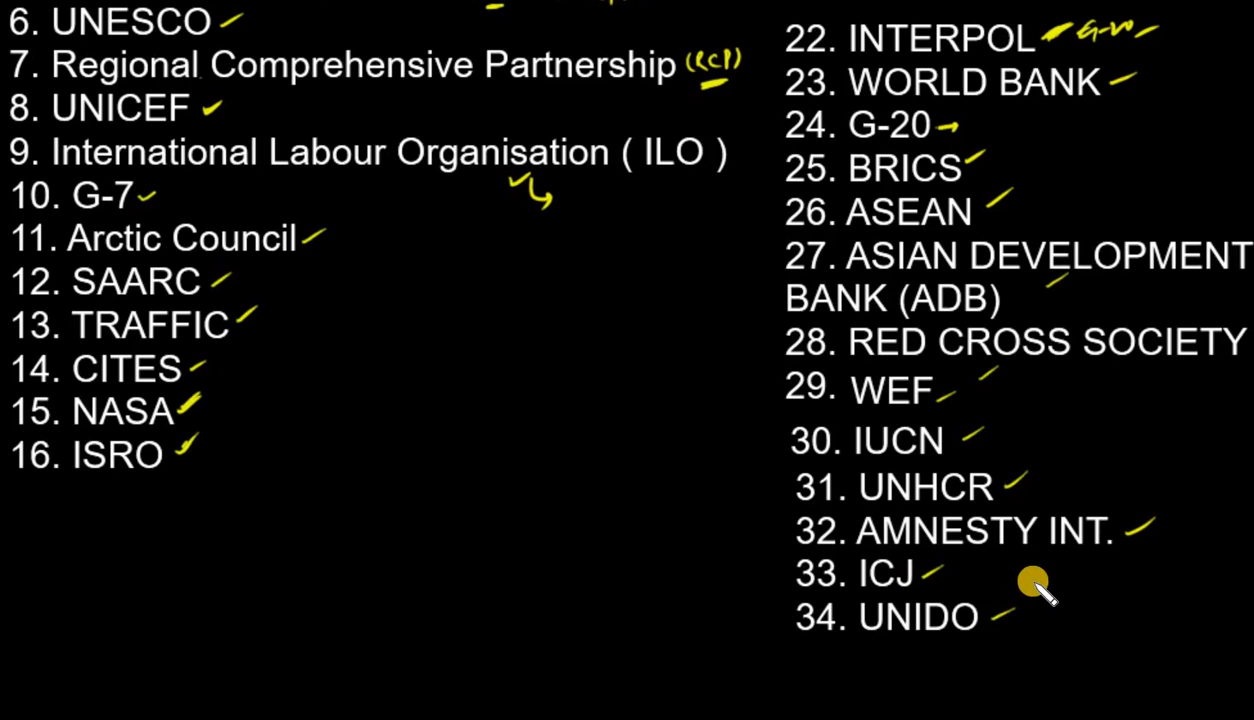 6. UNESCO
7. Regional Comprehensive Partnership (RCP)
8. UNICEF
9. International Labour Organisation ( ILO )
10. G-7
11. Arctic Council
12. SAARC
13. TRAFFIC
14. CITES
15. NASA
16. ISRO
22. INTERPOL G-20
23. WORLD BANK
24. G-20
25. BRICS
26. ASEAN
27. ASIAN DEVELOPMENT
BANK (ADB)
28. RED CROSS SOCIETY
29. WEF
30. IUCN
31. UNHCR
32. AMNESTY INT.
33. ICJ
34. UNIDO